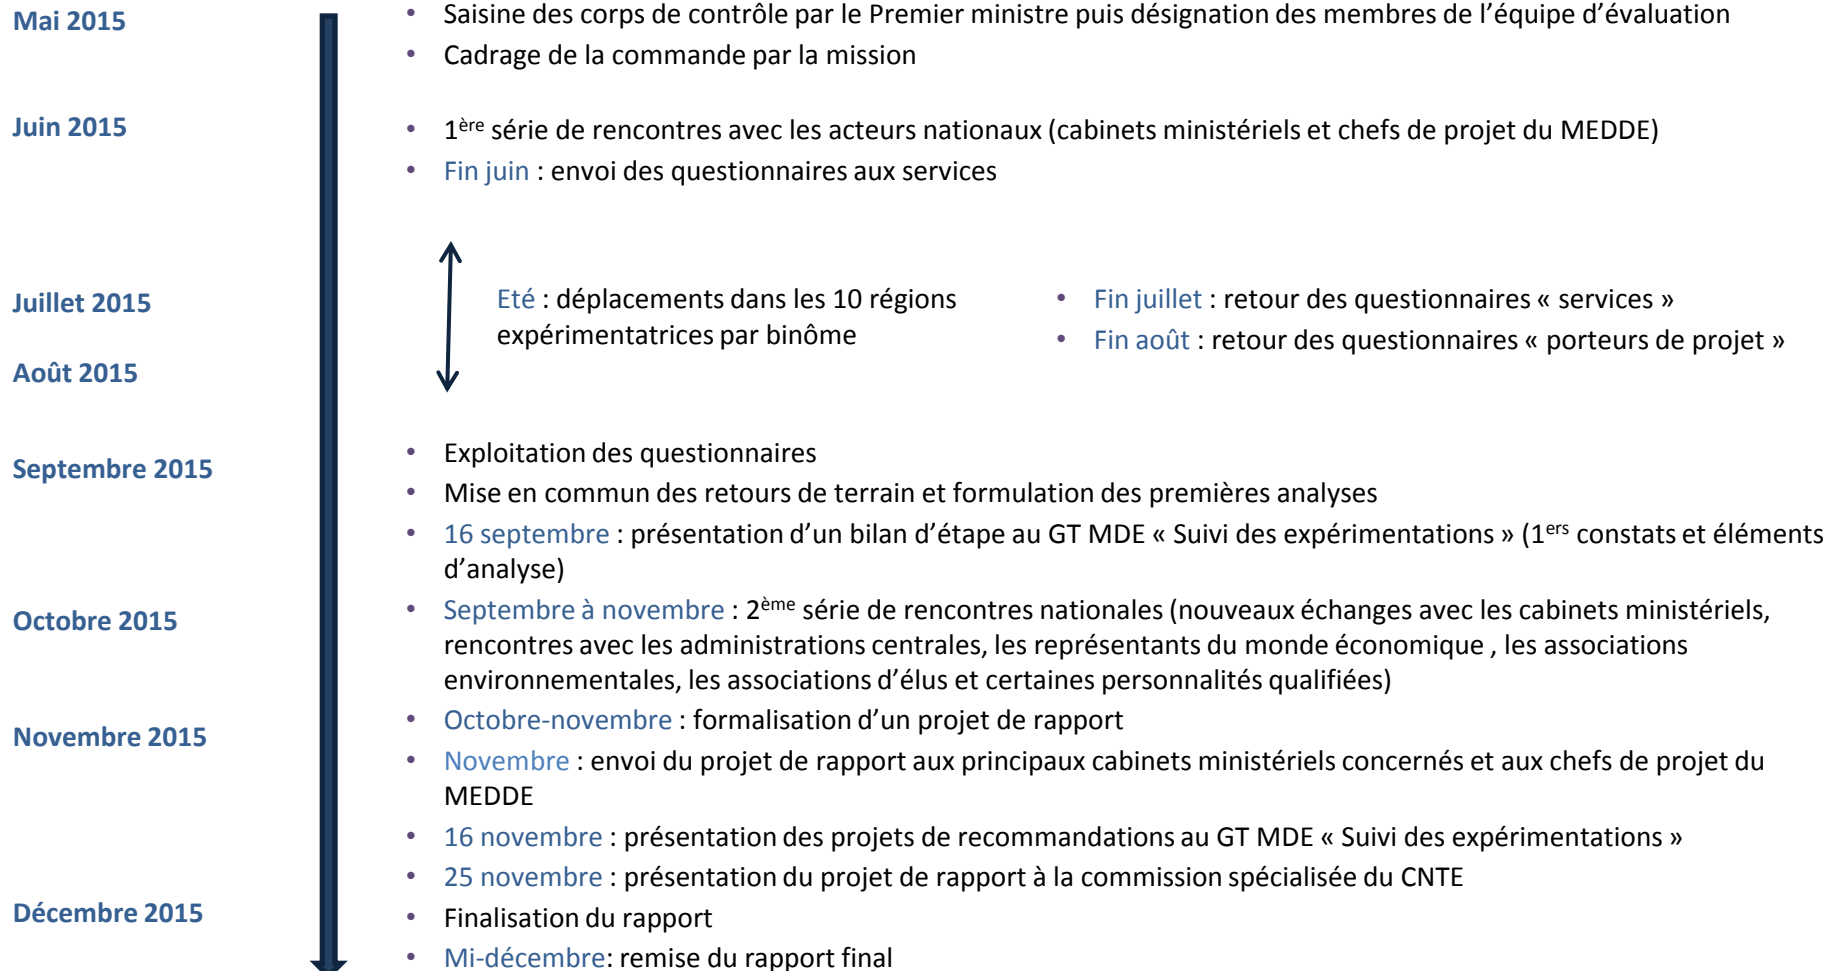 Mai 2015
• Saisine des corps de contrôle par le Premier ministre puis désignation des membres de l’équipe d’évaluation
• Cadrage de la commande par la mission
Juin 2015
• 1ère série de rencontres avec les acteurs nationaux (cabinets ministériels et chefs de projet du MEDDE)
• Fin juin : envoi des questionnaires aux services
Juillet 2015
Août 2015
Eté : déplacements dans les 10 régions
expérimentatrices par binôme
• Fin juillet : retour des questionnaires « services »
• Fin août : retour des questionnaires « porteurs de projet »
Septembre 2015
• Exploitation des questionnaires
• Mise en commun des retours de terrain et formulation des premières analyses
• 16 septembre : présentation d’un bilan d’étape au GT MDE « Suivi des expérimentations » (1ers constats et éléments
d’analyse)
Octobre 2015
• Septembre à novembre : 2ème série de rencontres nationales (nouveaux échanges avec les cabinets ministériels,
rencontres avec les administrations centrales, les représentants du monde économique , les associations
environnementales, les associations d’élus et certaines personnalités qualifiées)
• Octobre-novembre : formalisation d’un projet de rapport
Novembre 2015
• Novembre : envoi du projet de rapport aux principaux cabinets ministériels concernés et aux chefs de projet du
MEDDE
• 16 novembre : présentation des projets de recommandations au GT MDE « Suivi des expérimentations »
• 25 novembre : présentation du projet de rapport à la commission spécialisée du CNTE
Décembre 2015
• Finalisation du rapport
• Mi-décembre: remise du rapport final